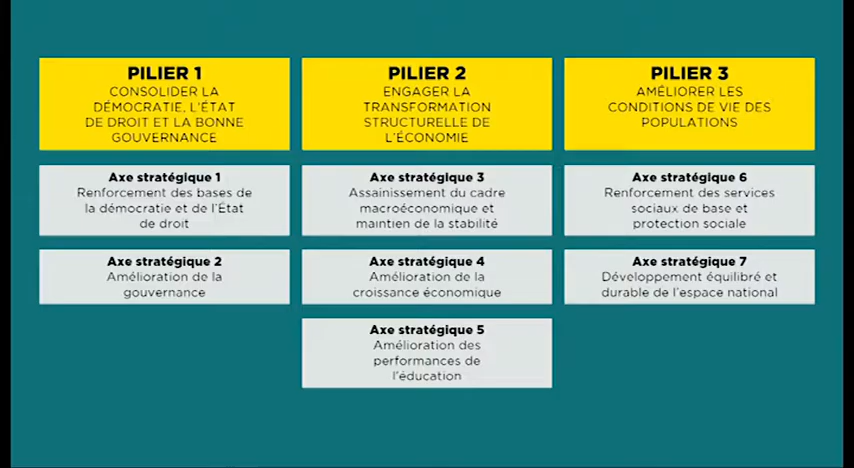 PILIER 1
CONSOLIDER LA
DÉMOCRATIE, L'ÉTAT
DE DROIT ET LA BONNE
GOUVERNANCE
Axe stratégique 1
Renforcement des bases de
la démocratie et de l'État
de droit
Axe stratégique 2
Amélioration de la
gouvernance
PILIER 2
ENGAGER LA
TRANSFORMATION
STRUCTURELLE DE
L'ÉCONOMIE
Axe stratégique 3
Assainissement du cadre
macroéconomique et
maintien de la stabilité
Axe stratégique 4
Amélioration de la
croissance économique
Axe stratégique 5
Amélioration des
performances de
l'éducation
PILIER 3
AMÉLIORER LES
CONDITIONS DE VIE DES
POPULATIONS
Axe stratégique 6
Renforcement des services
sociaux de base et
protection sociale
Axe stratégique 7
Développement équilibré et
durable de l'espace national